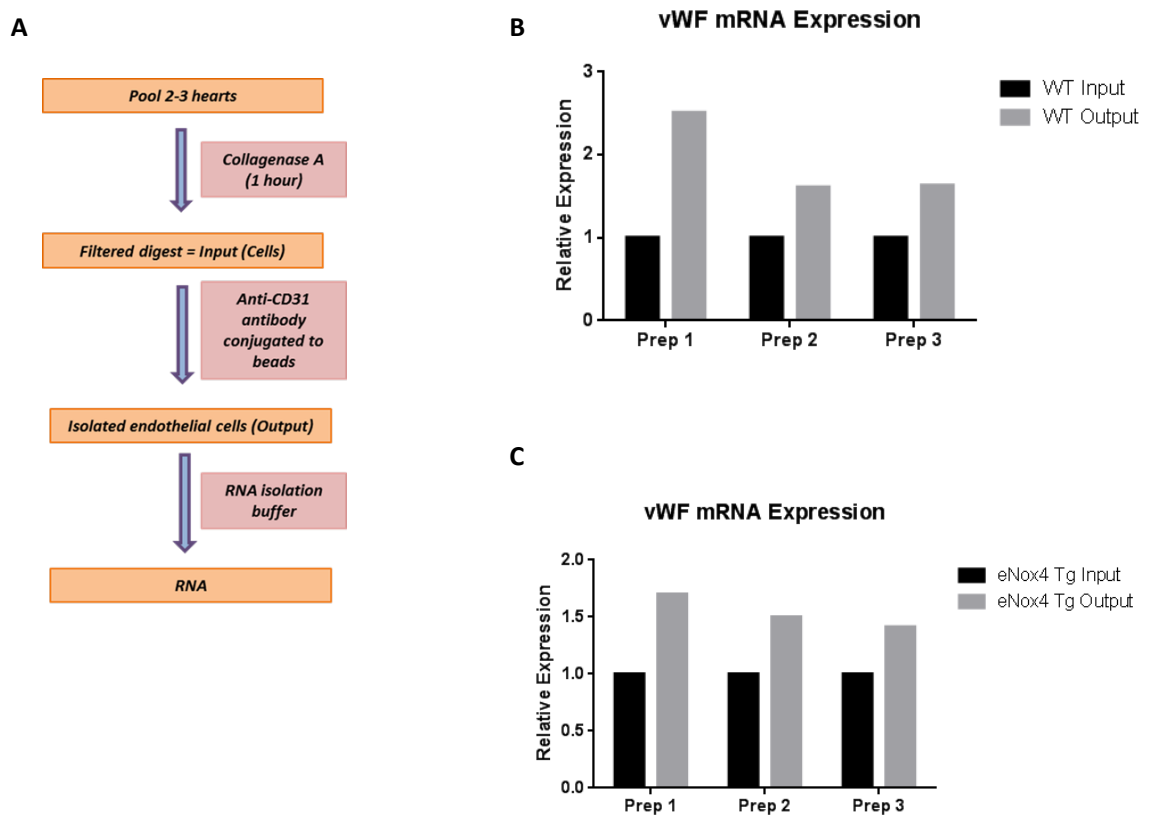 A
Pool 2-3 hearts
Collagenase A
(1 hour)
Filtered digest = Input (Cells)
Anti-CD31
antibody
conjugated to
beads
Isolated endothelial cells (Output)
RNA isolation
buffer
RNA
B
vWF mRNA Expression
Relative Expression
3
2
1
0
Prep 1
Prep 2
Prep 3
WT Input
WT Output
C
vWF mRNA Expression
Relative Expression
2.0
1.5
1.0
0.5
0.0
Prep 1
Prep 2
Prep 3
eNox4 Tg Input
eNox4 Tg Output